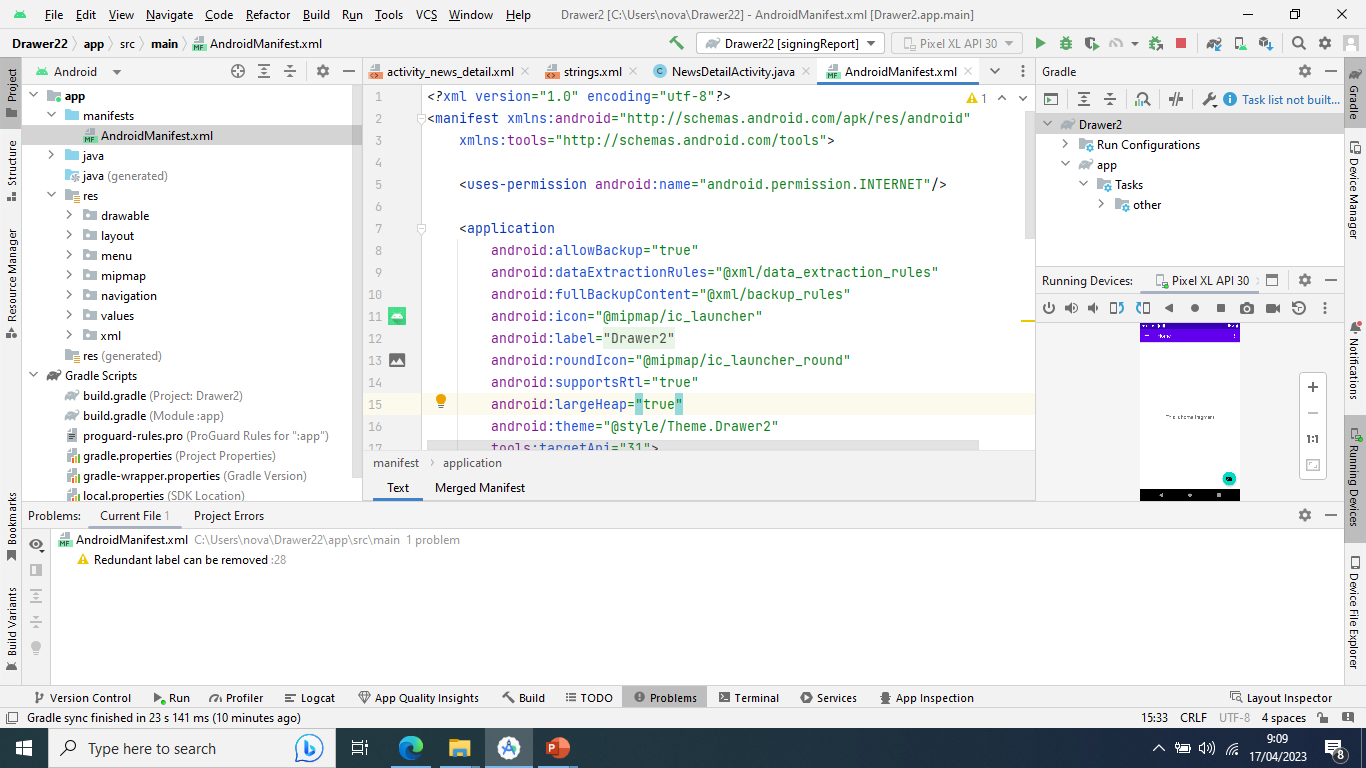 File Edit View Navigate Code Refactor Build Run Tools VCS Window Help Drawer2 [C:\Users\nova\Drawer22] - AndroidManifest.xml [Drawer2.app.main]
Drawer22 app src main AndroidManifest.xml Drawer22 [signingReport] Pixel XL API 30
Android
activity_news_detail.xml strings.xml NewsDetailActivity.java AndroidManifest.xml
Gradle
Project
Structure
Resource Manager
Bookmarks
Build Variants
app
manifests
AndroidManifest.xml
java
java (generated)
res
drawable
layout
menu
mipmap
navigation
values
xml
res (generated)
Gradle Scripts
build.gradle (Project: Drawer2)
build.gradle (Module :app)
proguard-rules.pro (ProGuard Rules for ":app")
gradle.properties (Project Properties)
gradle-wrapper.properties (Gradle Version)
local.properties (SDK Location)
1 <?xml version="1.0" encoding="utf-8"?>
2 <manifest xmlns:android="http://schemas.android.com/apk/res/android"
3 xmlns:tools="http://schemas.android.com/tools">
4
5 <uses-permission android:name="android.permission.INTERNET"/>
6
7 <application
8 android:allowBackup="true"
9 android:dataExtractionRules="@xml/data_extraction_rules"
10 android:fullBackupContent="@xml/backup_rules"
11 android:icon="@mipmap/ic_launcher"
12 android:label="Drawer2"
13 android:roundIcon="@mipmap/ic_launcher_round"
14 android:supportsRtl="true"
15 android:largeHeap="true"
16 android:theme="@style/Theme.Drawer2"
17 tools:targetApi="31">
1
manifest application
Text Merged Manifest
Task list not built...
Drawer2
Run Configurations
app
Tasks
other
Running Devices: Pixel XL API 30
1:1
Gradle
Device Manager
Notifications
Running Devices
Device File Explorer
Problems: Current File 1 Project Errors
AndroidManifest.xml C:\Users\nova\Drawer22\app\src\main 1 problem
Redundant label can be removed :28
Version Control Run Profiler Logcat App Quality Insights Build TODO Problems Terminal Services App Inspection Layout Inspector
Gradle sync finished in 23 s 141 ms (10 minutes ago) 15:33 CRLF UTF-8 4 spaces
Type here to search
9:09
17/04/2023
8